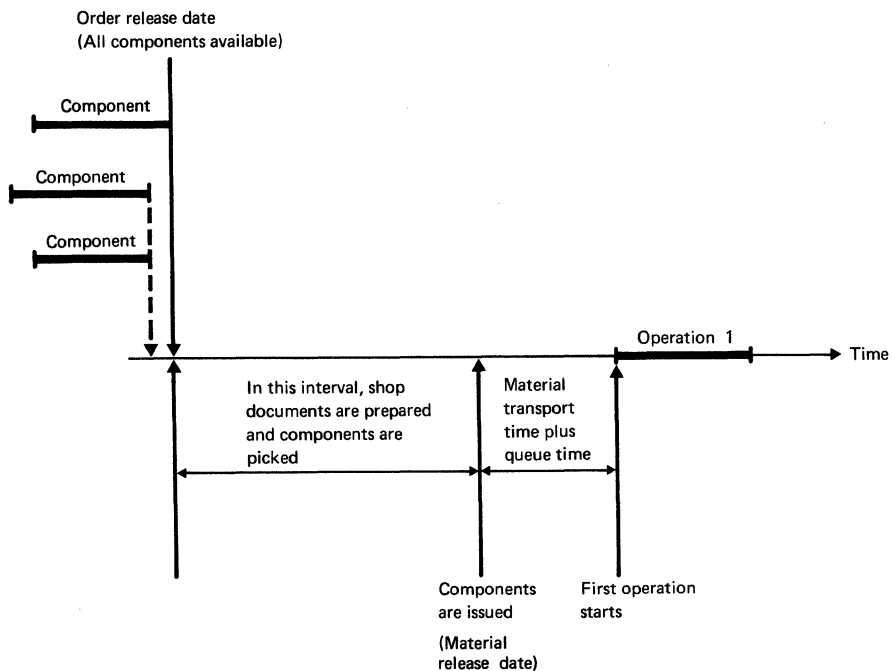 Order release date
(All components available)
Component
Component
Component
Operation 1
Time
In this interval, shop
documents are prepared
and components are
picked
Material
transport
time plus
queue time
Components
are issued
(Material
release date)
First operation
starts